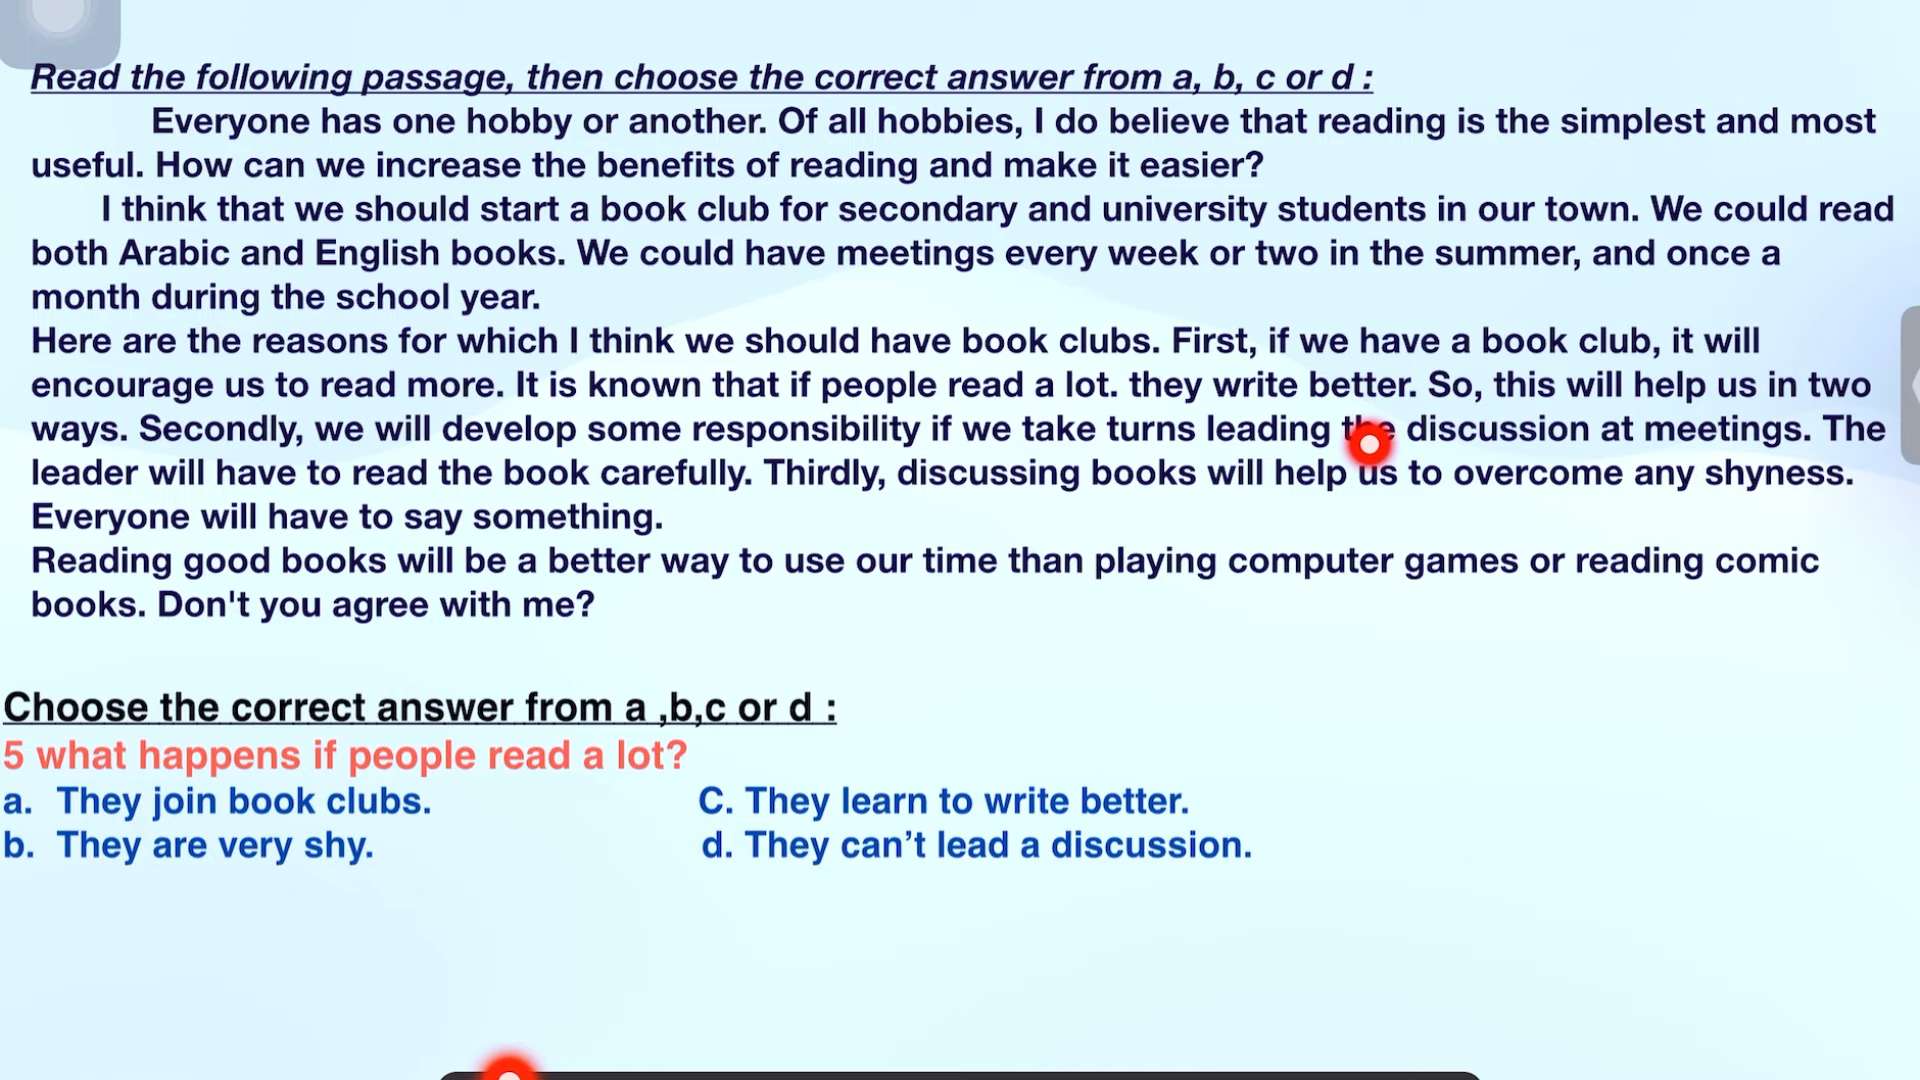 Read the following passage, then choose the correct answer from a, b, c or d :
Everyone has one hobby or another. Of all hobbies, I do believe that reading is the simplest and most
useful. How can we increase the benefits of reading and make it easier?
I think that we should start a book club for secondary and university students in our town. We could read
both Arabic and English books. We could have meetings every week or two in the summer, and once a
month during the school year.
Here are the reasons for which I think we should have book clubs. First, if we have a book club, it will
encourage us to read more. It is known that if people read a lot. they write better. So, this will help us in two
ways. Secondly, we will develop some responsibility if we take turns leading the discussion at meetings. The
leader will have to read the book carefully. Thirdly, discussing books will help us to overcome any shyness.
Everyone will have to say something.
Reading good books will be a better way to use our time than playing computer games or reading comic
books. Don't you agree with me?
Choose the correct answer from a ,b,c or d :
5 what happens if people read a lot?
a. They join book clubs. C. They learn to write better.
b. They are very shy. d. They can’t lead a discussion.